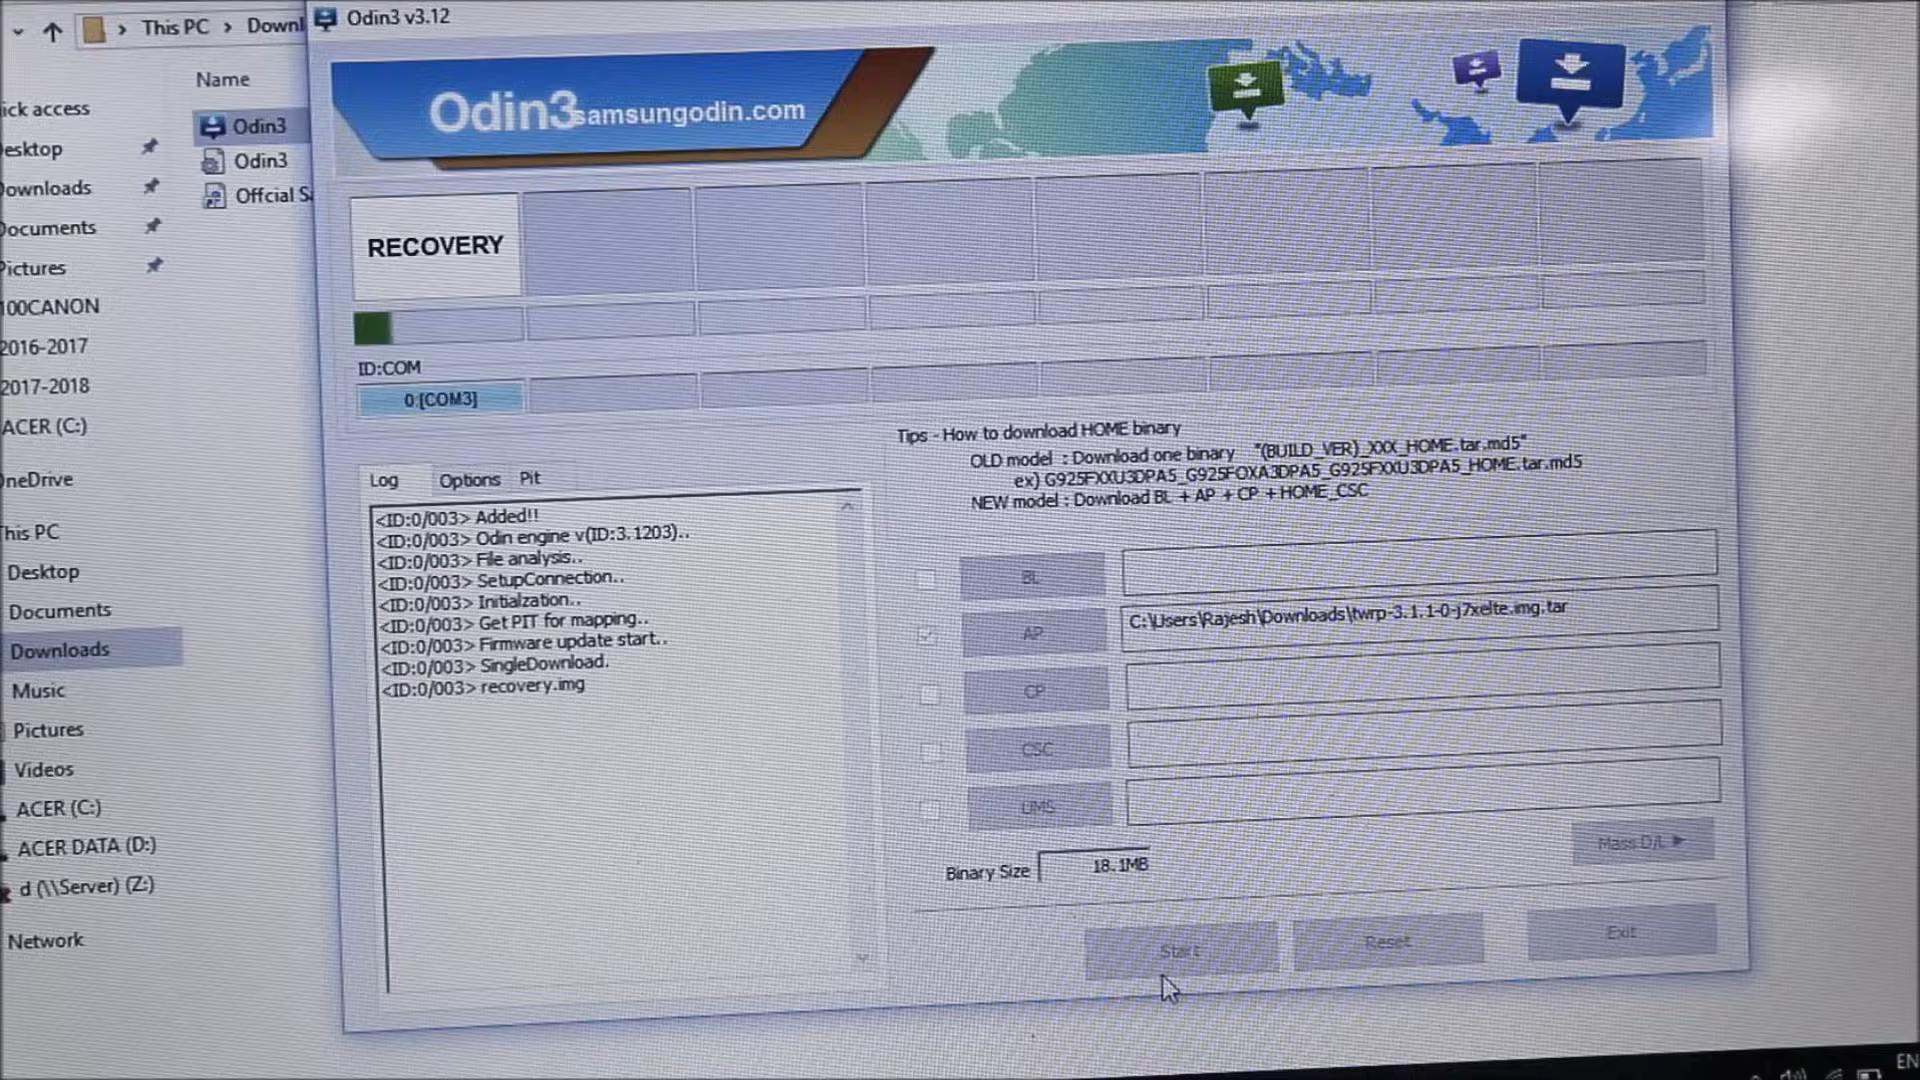 Odin3 v3.12
This PC > Downl
Name
ick access
Odin3
esktop
Odin3
ownloads
Offcial S
ocuments
ictures
100CANON
2016-2017
2017-2018
ACER (C:)
neDrive
his PC
Desktop
Documents
Downloads
Music
Pictures
Videos
ACER (C:)
ACER DATA (D:)
d (\\Server) (Z:)
Network
Odin3 samsungodin.com
RECOVERY
ID:COM
0:[COM3]
Tips - How to download HOME binary
OLD model : Download one binary "(BUILD_VER)_XXX_HOME.tar.md5"
ex) G925FXXU3DPA5_G925FOXA3DPA5_G925FXXU3DPA5_HOME.tar.md5
NEW model : Download BL + AP + CP + HOME_CSC
Log Options Pit
<ID:0/003> Added!!
<ID:0/003> Odin engine v(ID:3.1203)..
<ID:0/003> File analysis..
<ID:0/003> SetupConnection..
<ID:0/003> Initialzation..
<ID:0/003> Get PIT for mapping..
<ID:0/003> Firmware update start..
<ID:0/003> SingleDownload.
<ID:0/003> recovery.img
BL
AP C:\Users\Rajesh\Downloads\twrp-3.1.1-0-j7xelte.img.tar
CP
CSC
UMS
Mass D/L
Binary Size 18.1MB
Start Reset Exit
EN